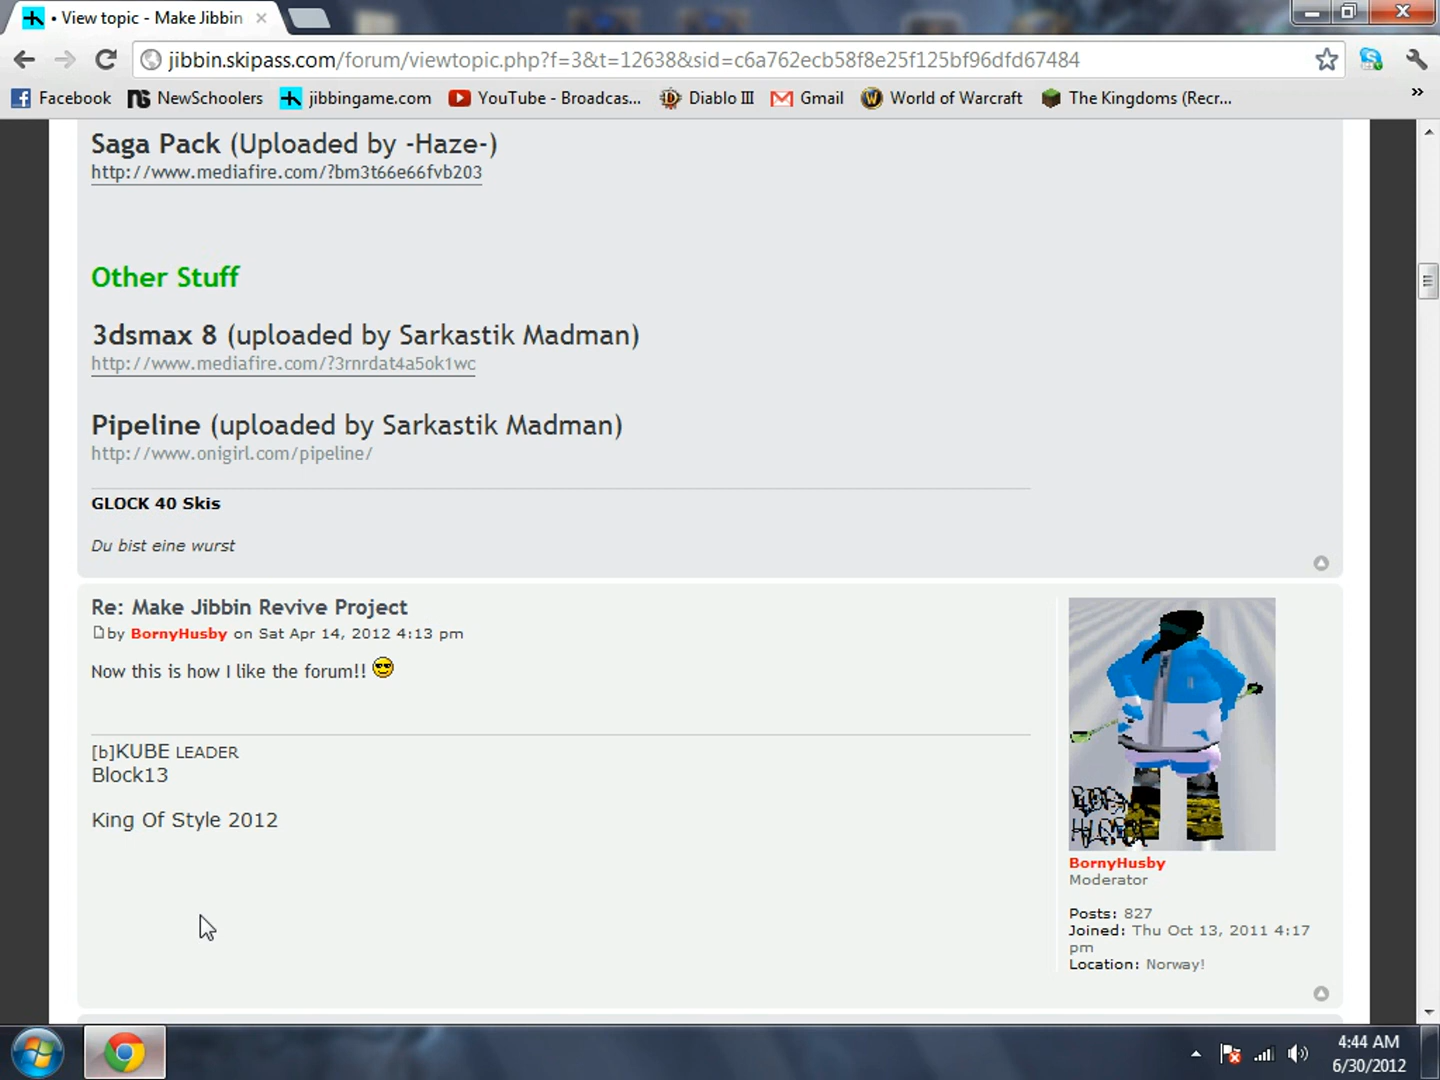 • View topic - Make Jibbin
jibbin.skipass.com/forum/viewtopic.php?f=3&t=12638&sid=c6a762ecb58f8e25f125bf96dfd67484
Facebook NewSchoolers jibbingame.com YouTube - Broadcas... Diablo III Gmail World of Warcraft The Kingdoms (Recr... »
Saga Pack (Uploaded by -Haze-)
http://www.mediafire.com/?bm3t66e66fvb203
Other Stuff
3dsmax 8 (uploaded by Sarkastik Madman)
http://www.mediafire.com/?3rnrdat4a5ok1wc
Pipeline (uploaded by Sarkastik Madman)
http://www.onigirl.com/pipeline/
GLOCK 40 Skis
Du bist eine wurst
Re: Make Jibbin Revive Project
by BornyHusby on Sat Apr 14, 2012 4:13 pm
Now this is how I like the forum!!
[b]KUBE LEADER
Block13
King Of Style 2012
BornyHusby
Moderator
Posts: 827
Joined: Thu Oct 13, 2011 4:17
pm
Location: Norway!
4:44 AM
6/30/2012